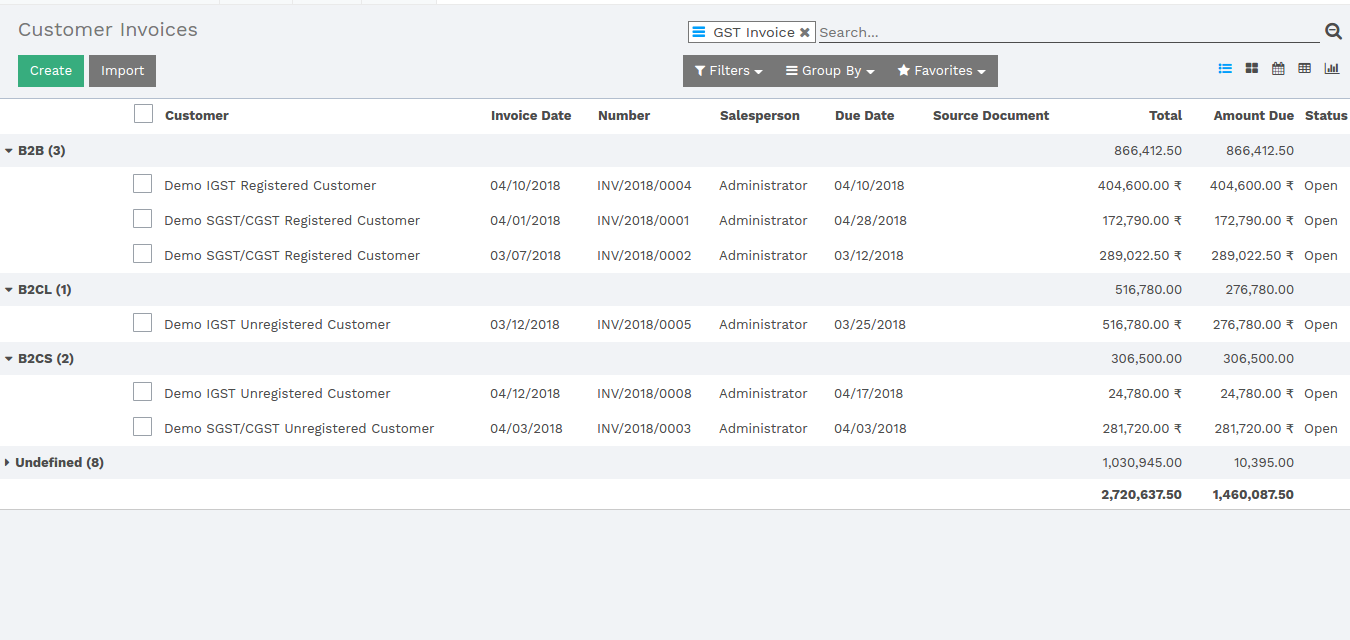 Customer Invoices
GST Invoice Search...
Create Import Filters Group By Favorites
Customer Invoice Date Number Salesperson Due Date Source Document Total Amount Due Status
B2B (3) 866,412.50 866,412.50
Demo IGST Registered Customer 04/10/2018 INV/2018/0004 Administrator 04/10/2018 404,600.00 ₹ 404,600.00 ₹ Open
Demo SGST/CGST Registered Customer 04/01/2018 INV/2018/0001 Administrator 04/28/2018 172,790.00 ₹ 172,790.00 ₹ Open
Demo SGST/CGST Registered Customer 03/07/2018 INV/2018/0002 Administrator 03/12/2018 289,022.50 ₹ 289,022.50 ₹ Open
B2CL (1) 516,780.00 276,780.00
Demo IGST Unregistered Customer 03/12/2018 INV/2018/0005 Administrator 03/25/2018 516,780.00 ₹ 276,780.00 ₹ Open
B2CS (2) 306,500.00 306,500.00
Demo IGST Unregistered Customer 04/12/2018 INV/2018/0008 Administrator 04/17/2018 24,780.00 ₹ 24,780.00 ₹ Open
Demo SGST/CGST Unregistered Customer 04/03/2018 INV/2018/0003 Administrator 04/03/2018 281,720.00 ₹ 281,720.00 ₹ Open
Undefined (8) 1,030,945.00 10,395.00
2,720,637.50 1,460,087.50